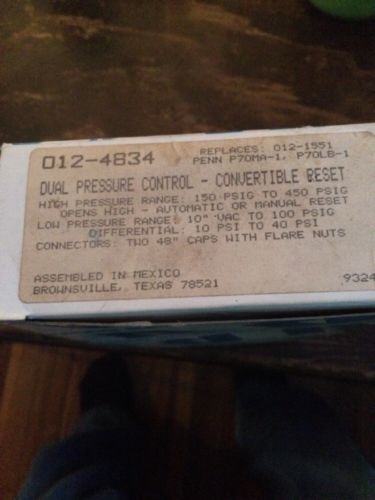 012-4834
REPLACES: 012-1551
PENN P70MA-1, P70LB-1
DUAL PRESSURE CONTROL - CONVERTIBLE RESET
HIGH PRESSURE RANGE: 150 PSIG TO 450 PSIG
OPENS HIGH - AUTOMATIC OR MANUAL RESET
LOW PRESSURE RANGE: 10" VAC TO 100 PSIG
DIFFERENTIAL: 10 PSI TO 40 PSI
CONNECTORS: TWO 48" CAPS WITH FLARE NUTS
ASSEMBLED IN MEXICO
BROWNSVILLE, TEXAS 78521
9324